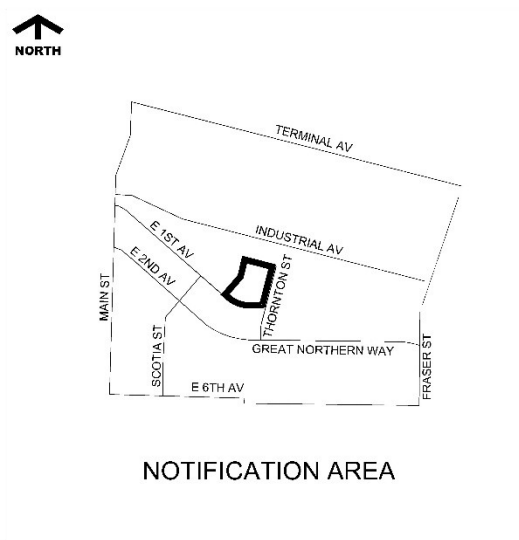 NORTH
TERMINAL AV
INDUSTRIAL AV
E 1ST AV
E 2ND AV
THORNTON ST
MAIN ST
SCOTIA ST
GREAT NORTHERN WAY
FRASER ST
E 6TH AV
NOTIFICATION AREA